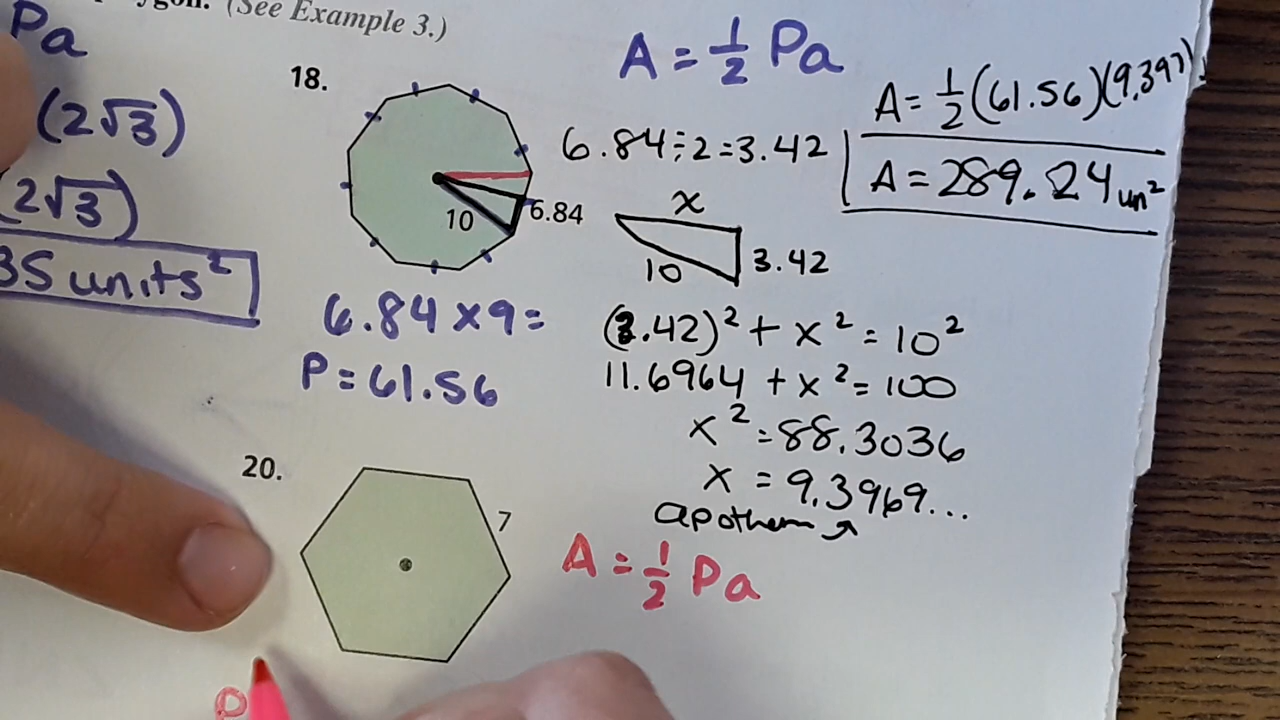 (See Example 3.)
Pa
(2√3)
2√3)
35 units²
18.
10
6.84
6.84 × 9 =
P = 61.56
A = 1/2 Pa
6.84 ÷ 2 = 3.42
x
10
3.42
(3.42)² + x² = 10²
11.6964 + x² = 100
x² = 88.3036
x = 9.3969...
apothem
A = 1/2 (61.56)(9.397)
A = 289.24 un²
20.
7
A = 1/2 Pa
P